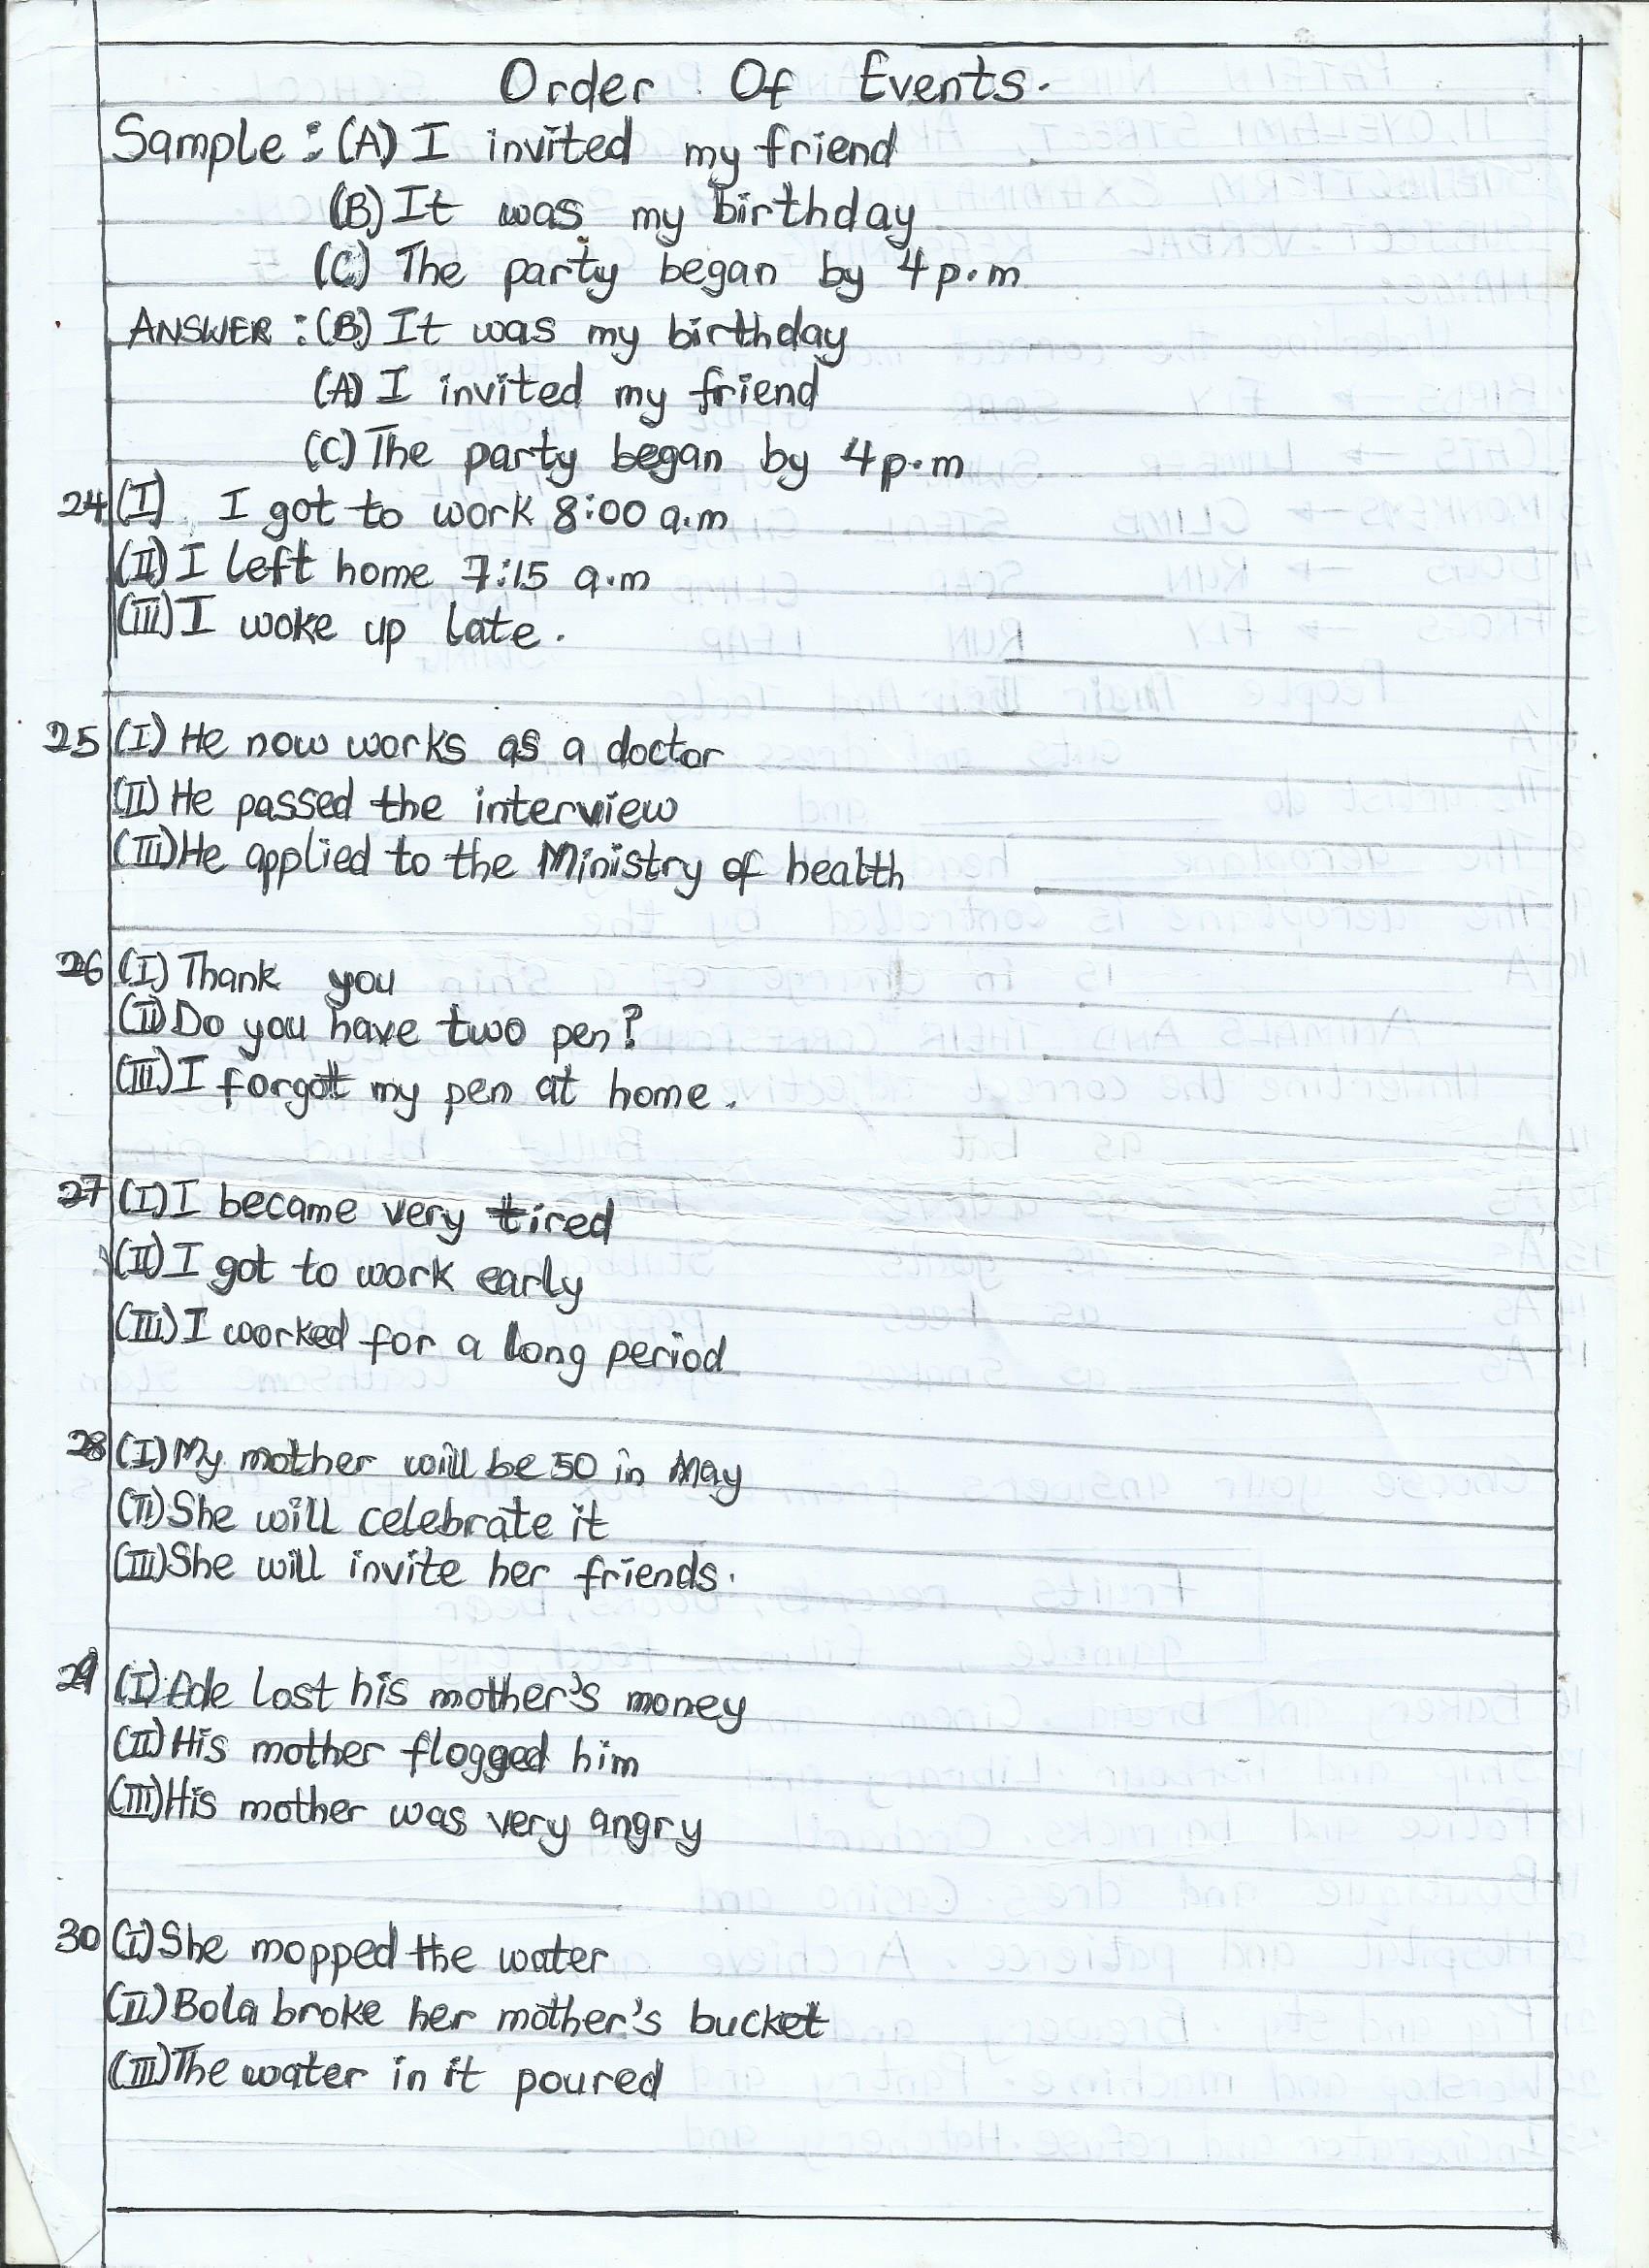 Order Of Events.
Sample : (A) I invited my friend
(B) It was my birthday
(C) The party began by 4p.m
ANSWER : (B) It was my birthday
(A) I invited my friend
(C) The party began by 4p.m
24 (I) I got to work 8:00 a.m
(II) I left home 7:15 a.m
(III) I woke up late.
25 (I) He now works as a doctor
(II) He passed the interview
(III) He applied to the Ministry of health
26 (I) Thank you
(II) Do you have two pen?
(III) I forgott my pen at home.
27 (I) I became very tired
(II) I got to work early
(III) I worked for a long period
28 (I) My mother will be 50 in May
(II) She will celebrate it
(III) She will invite her friends.
29 (I) Ade lost his mother's money
(II) His mother flogged him
(III) His mother was very angry
30 (I) She mopped the water
(II) Bola broke her mother's bucket
(III) The water in it poured